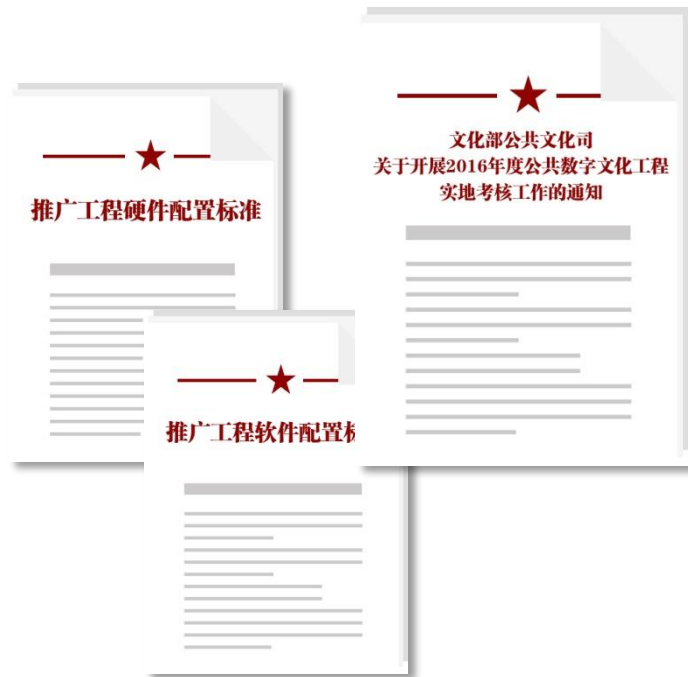 文化部公共文化司
关于开展2016年度公共数字文化工程
实地考核工作的通知
推广工程硬件配置标准
推广工程软件配置